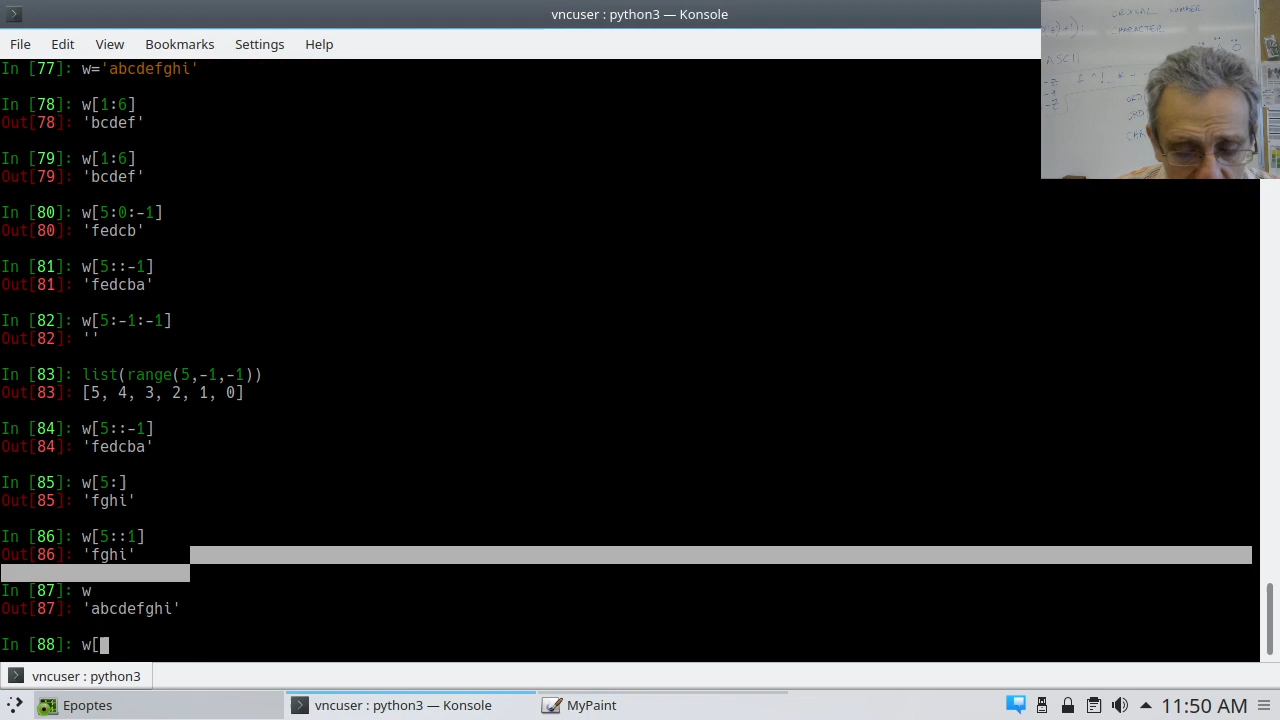 vncuser : python3 — Konsole
File Edit View Bookmarks Settings Help
In [77]: w='abcdefghi'
In [78]: w[1:6]
Out[78]: 'bcdef'
In [79]: w[1:6]
Out[79]: 'bcdef'
In [80]: w[5:0:-1]
Out[80]: 'fedcb'
In [81]: w[5::-1]
Out[81]: 'fedcba'
In [82]: w[5:-1:-1]
Out[82]: ''
In [83]: list(range(5,-1,-1))
Out[83]: [5, 4, 3, 2, 1, 0]
In [84]: w[5::-1]
Out[84]: 'fedcba'
In [85]: w[5:]
Out[85]: 'fghi'
In [86]: w[5::1]
Out[86]: 'fghi'
In [87]: w
Out[87]: 'abcdefghi'
In [88]: w[
NUMBER
CHARACTER
ASCII
vncuser : python3
Epoptes
vncuser : python3 — Konsole
MyPaint
11:50 AM